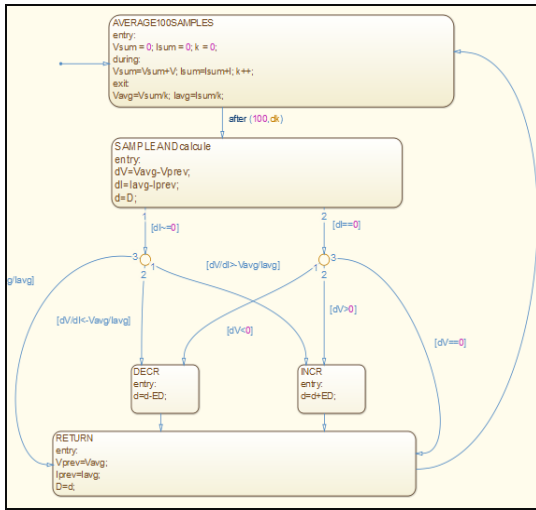 AVERAGE100SAMPLES
entry:
Vsum = 0; Isum = 0; k = 0;
during:
Vsum=Vsum+V; Isum=Isum+I; k++;
exit:
Vavg=Vsum/k; Iavg=Isum/k;
after (100,clk)
SAMPLEANDcalcule
entry:
dV=Vavg-Vprev;
dI=Iavg-Iprev;
d=D;
1
2
[dI~=0]
[dI==0]
3
1
2
1
3
2
g/Iavg]
[dV/dI>-Vavg/Iavg]
[dV/dI<-Vavg/Iavg]
[dV<0]
[dV>0]
[dV==0]
DECR
entry:
d=d-ED;
INCR
entry:
d=d+ED;
RETURN
entry:
Vprev=Vavg;
Iprev=Iavg;
D=d;